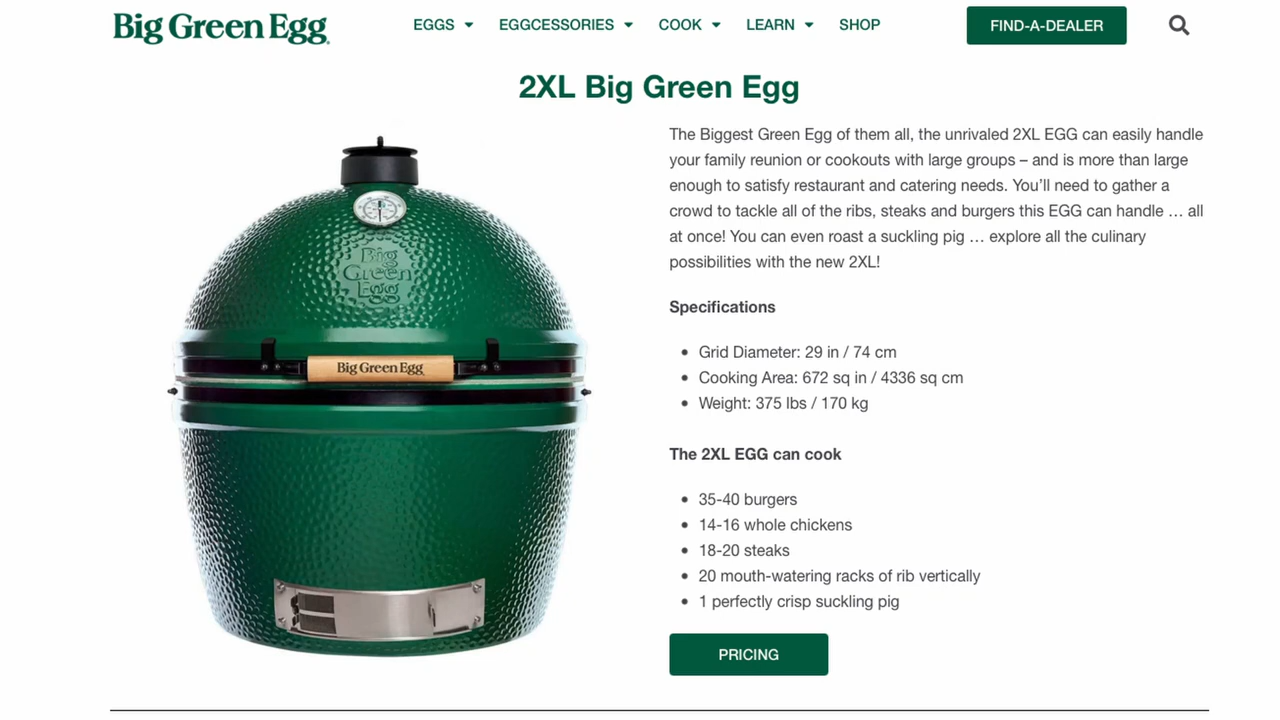 Big Green Egg
EGGS EGGCESSORIES COOK LEARN SHOP FIND-A-DEALER
2XL Big Green Egg
The Biggest Green Egg of them all, the unrivaled 2XL EGG can easily handle
your family reunion or cookouts with large groups – and is more than large
enough to satisfy restaurant and catering needs. You’ll need to gather a
crowd to tackle all of the ribs, steaks and burgers this EGG can handle … all
at once! You can even roast a suckling pig … explore all the culinary
possibilities with the new 2XL!
Big
Green
Egg
Big Green Egg
Specifications
Grid Diameter: 29 in / 74 cm
Cooking Area: 672 sq in / 4336 sq cm
Weight: 375 lbs / 170 kg
The 2XL EGG can cook
35-40 burgers
14-16 whole chickens
18-20 steaks
20 mouth-watering racks of rib vertically
1 perfectly crisp suckling pig
PRICING